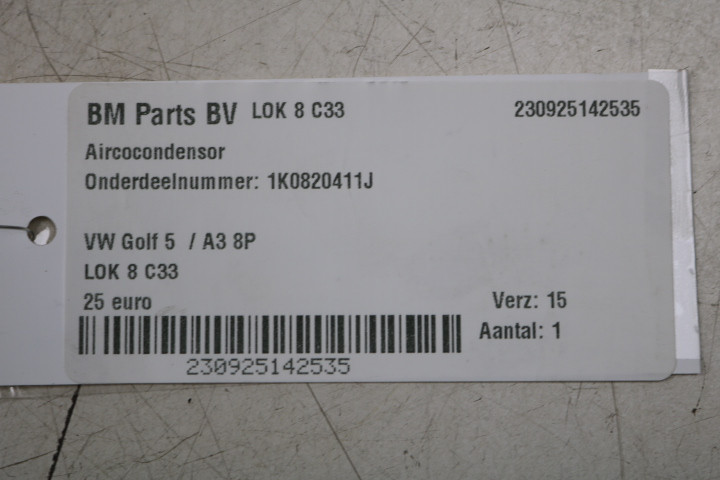 BM Parts BV LOK 8 C33 230925142535
Aircocondensor
Onderdeelnummer: 1K0820411J
VW Golf 5 / A3 8P
LOK 8 C33
25 euro Verz: 15
Aantal: 1
230925142535